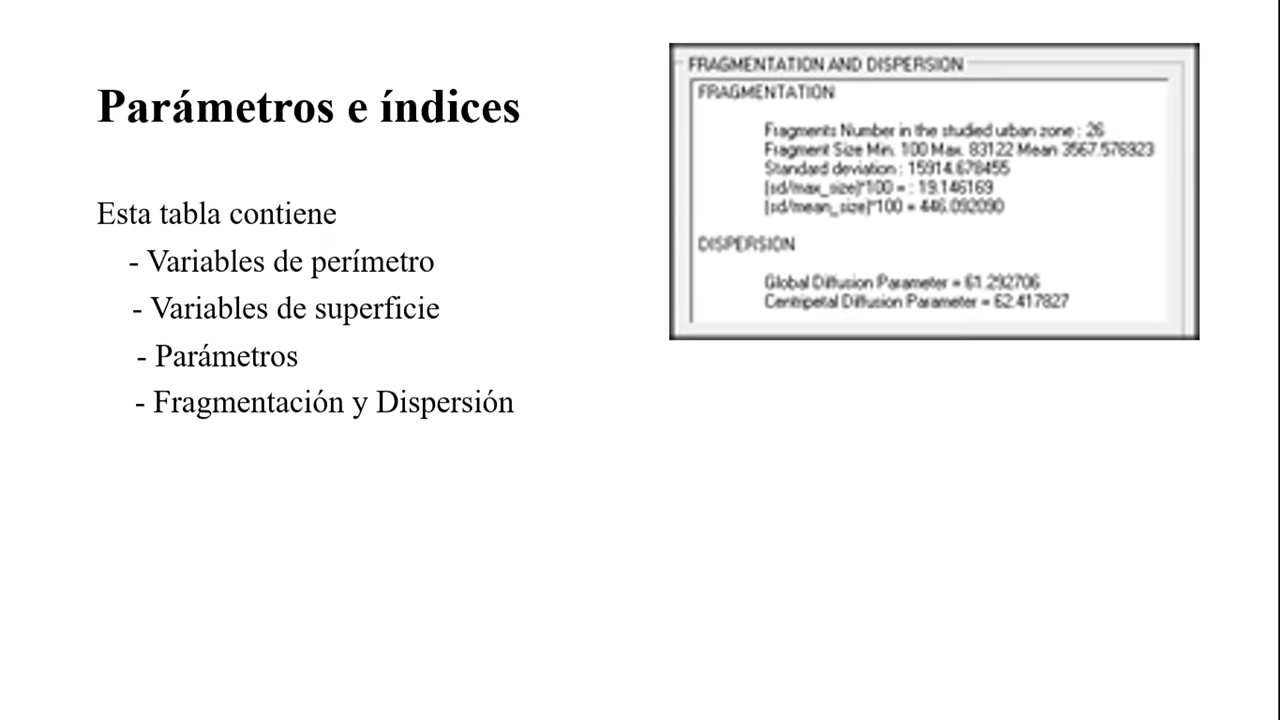 Parámetros e índices
Esta tabla contiene
- Variables de perímetro
- Variables de superficie
- Parámetros
- Fragmentación y Dispersión
FRAGMENTATION AND DISPERSION
FRAGMENTATION
Fragments Number in the studied urban zone : 26
Fragment Size Min. 100 Max. 83122 Mean 3567.576923
Standard deviation : 15914.678455
(sd/max_size)*100 = : 19.146169
(sd/mean_size)*100 = 446.092090
DISPERSION
Global Diffusion Parameter = 61.292706
Centripetal Diffusion Parameter = 62.417827